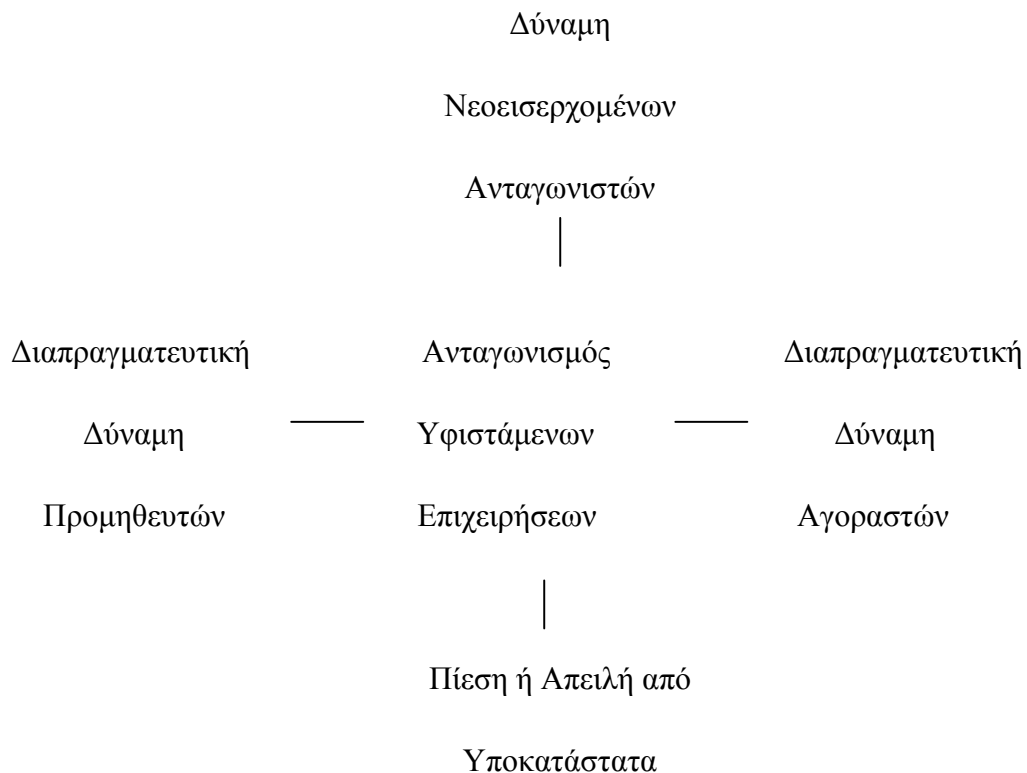 Δύναμη
Νεοεισερχομένων
Ανταγωνιστών
Διαπραγματευτική Ανταγωνισμός Διαπραγματευτική
Δύναμη Υφιστάμενων Δύναμη
Προμηθευτών Επιχειρήσεων Αγοραστών
Πίεση ή Απειλή από
Υποκατάστατα